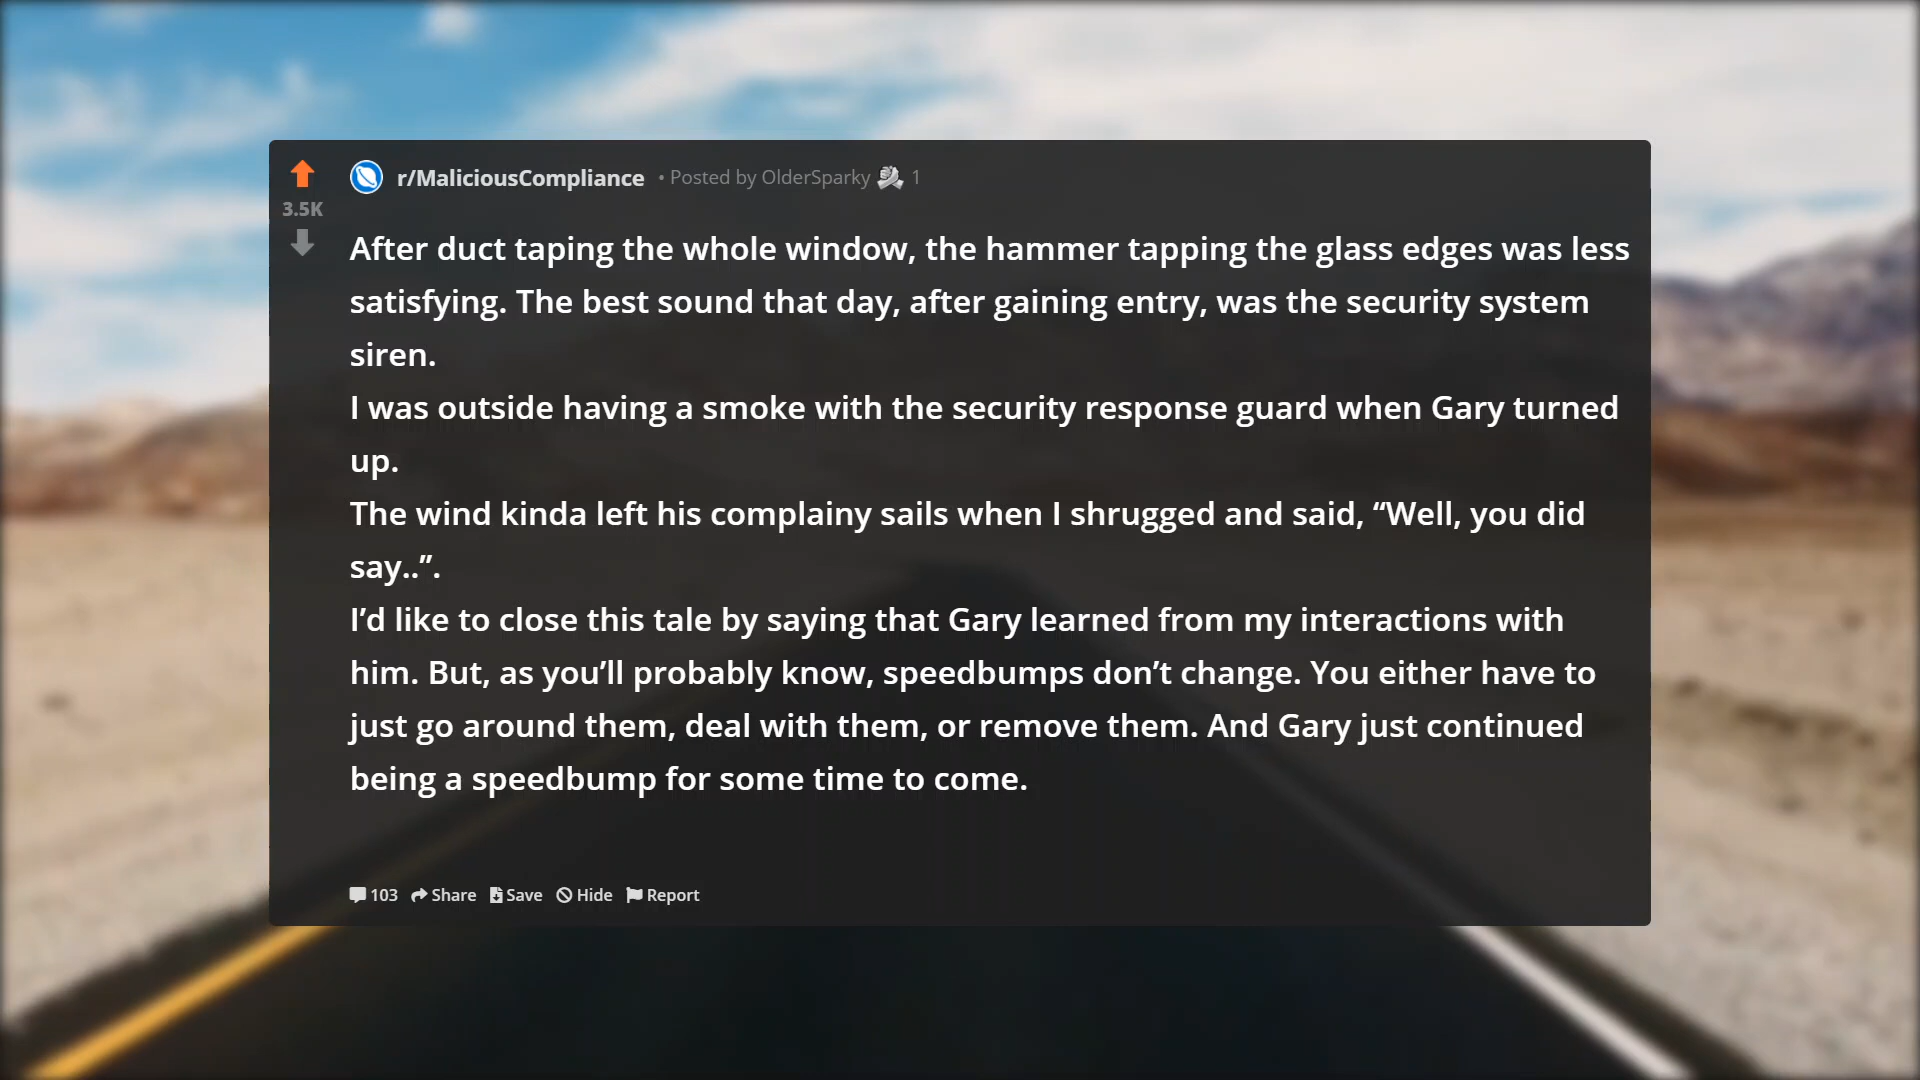 r/MaliciousCompliance • Posted by OlderSparky 1
3.5K
After duct taping the whole window, the hammer tapping the glass edges was less
satisfying. The best sound that day, after gaining entry, was the security system
siren.
I was outside having a smoke with the security response guard when Gary turned
up.
The wind kinda left his complainy sails when I shrugged and said, “Well, you did
say..”.
I’d like to close this tale by saying that Gary learned from my interactions with
him. But, as you’ll probably know, speedbumps don’t change. You either have to
just go around them, deal with them, or remove them. And Gary just continued
being a speedbump for some time to come.
103 Share Save Hide Report